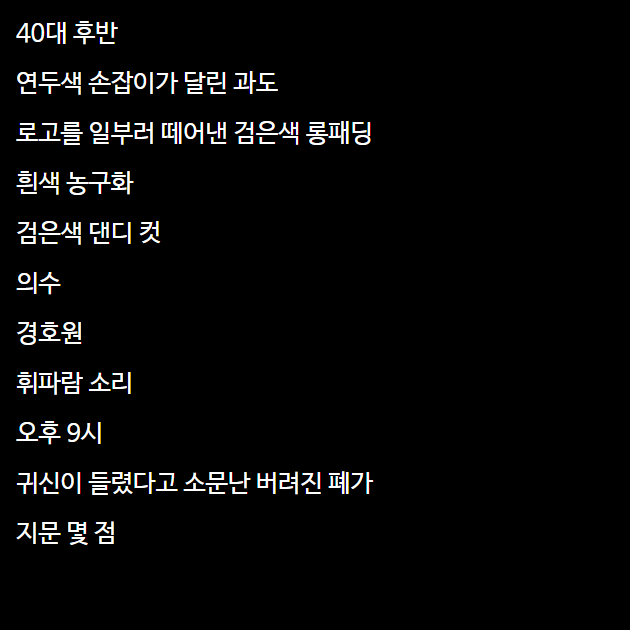 40대 후반
연두색 손잡이가 달린 과도
로고를 일부러 떼어낸 검은색 롱패딩
흰색 농구화
검은색 댄디 컷
의수
경호원
휘파람 소리
오후 9시
귀신이 들렸다고 소문난 버려진 폐가
지문 몇 점